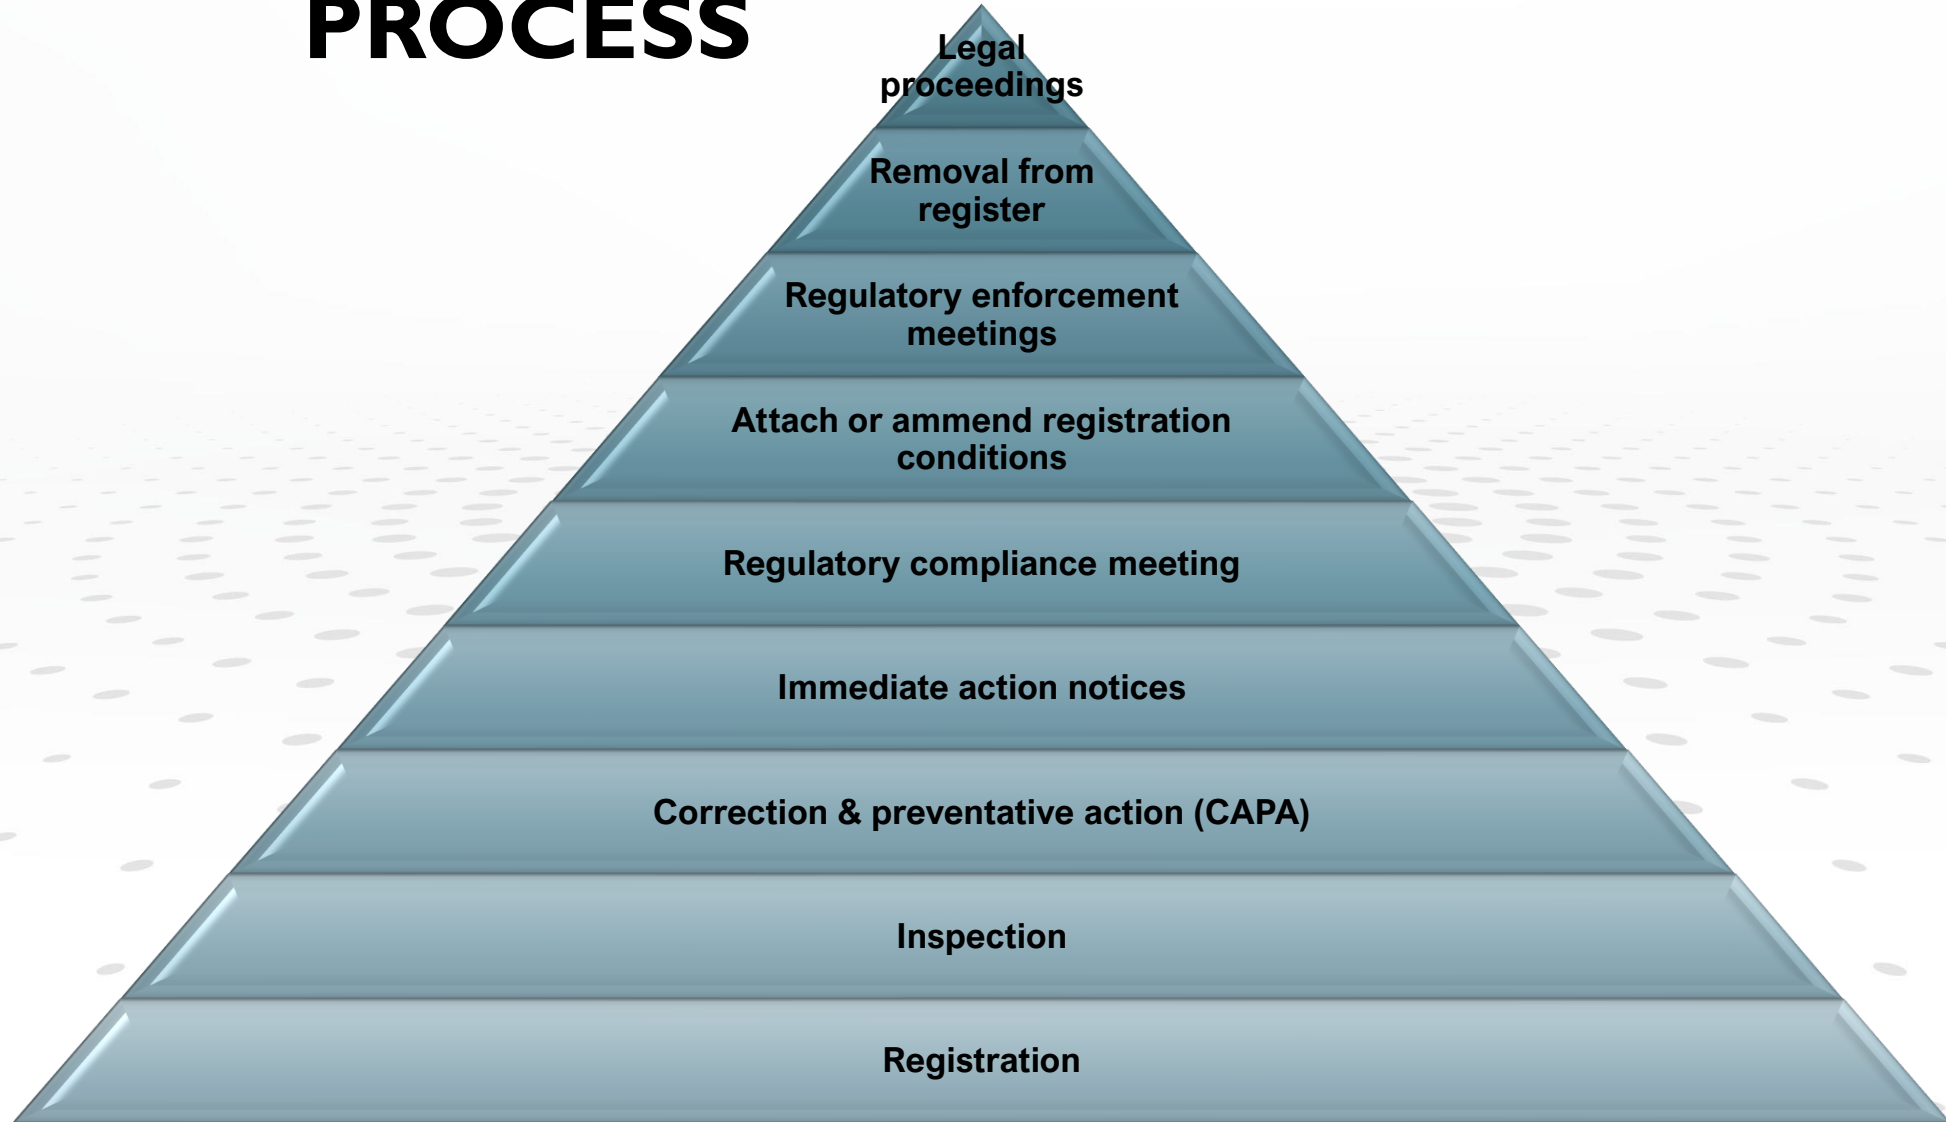 PROCESS
Legal
proceedings
Removal from
register
Regulatory enforcement
meetings
Attach or ammend registration
conditions
Regulatory compliance meeting
Immediate action notices
Correction & preventative action (CAPA)
Inspection
Registration